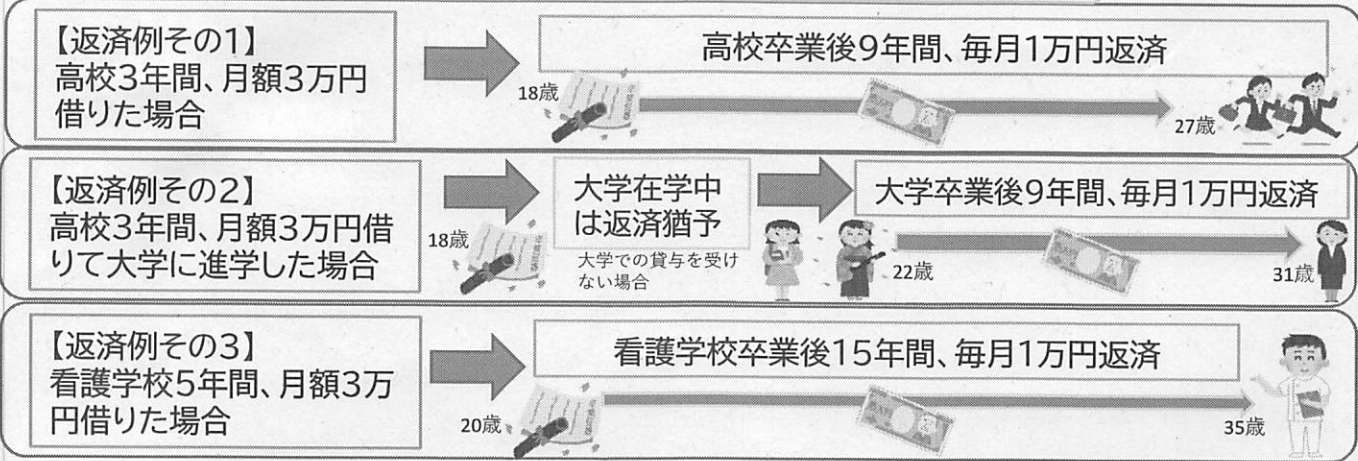 【返済例その1】
高校3年間、月額3万円
借りた場合
高校卒業後9年間、毎月1万円返済
18歳
27歳
【返済例その2】
高校3年間、月額3万円借
りて大学に進学した場合
18歳
大学在学中
は返済猶予
大学での貸与を受け
ない場合
大学卒業後9年間、毎月1万円返済
22歳
31歳
【返済例その3】
看護学校5年間、月額3万
円借りた場合
看護学校卒業後15年間、毎月1万円返済
20歳
35歳